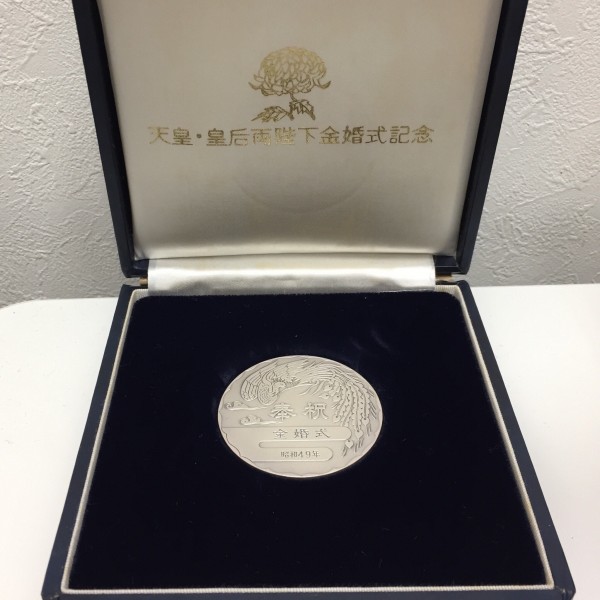 天皇・皇后両陛下金婚式記念
奉祝
金婚式
昭和49年